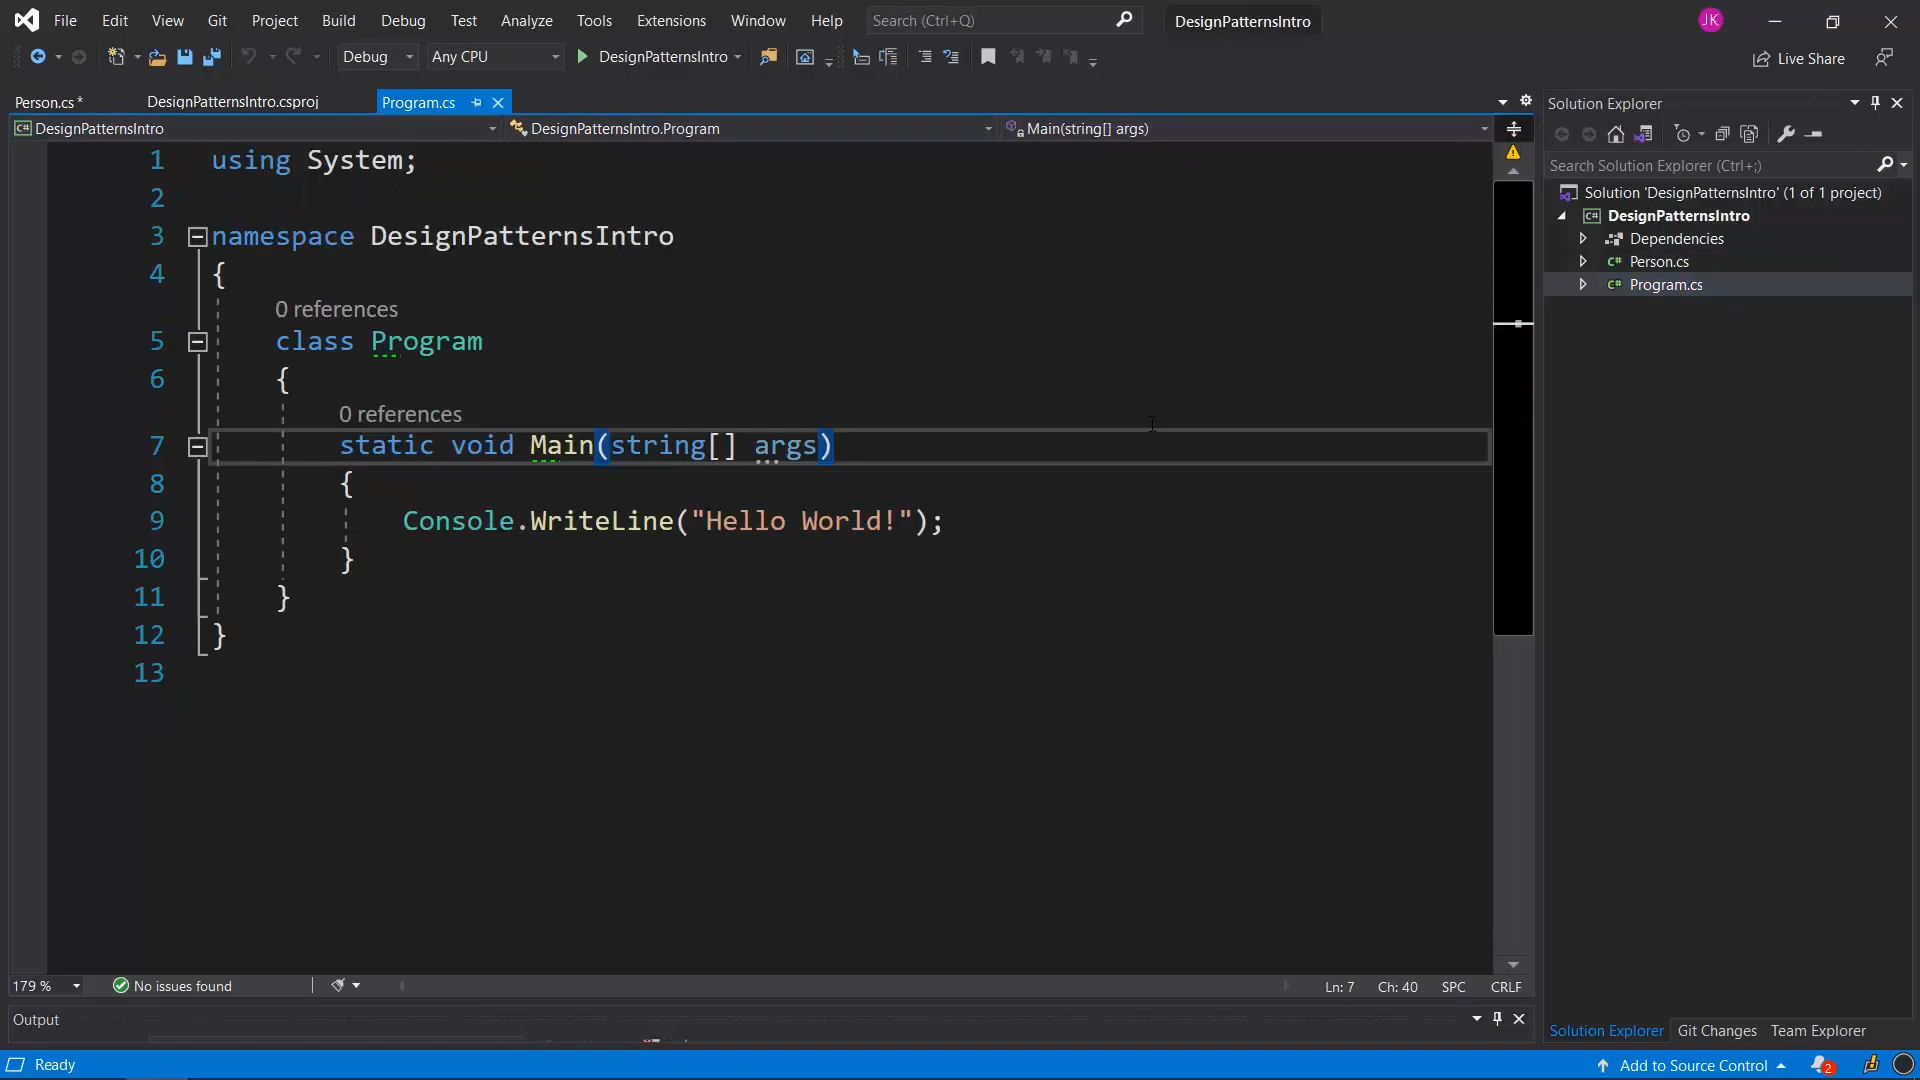 File Edit View Git Project Build Debug Test Analyze Tools Extensions Window Help Search (Ctrl+Q) DesignPatternsIntro JK
Debug Any CPU DesignPatternsIntro Live Share
Person.cs* DesignPatternsIntro.csproj Program.cs
DesignPatternsIntro DesignPatternsIntro.Program Main(string[] args)
1 using System;
2
3 namespace DesignPatternsIntro
4 {
0 references
5 class Program
6 {
0 references
7 static void Main(string[] args)
8 {
9 Console.WriteLine("Hello World!");
10 }
11 }
12 }
13
179 % No issues found Ln: 7 Ch: 40 SPC CRLF
Output
Solution Explorer
Search Solution Explorer (Ctrl+;)
Solution 'DesignPatternsIntro' (1 of 1 project)
C# DesignPatternsIntro
Dependencies
C# Person.cs
C# Program.cs
Solution Explorer Git Changes Team Explorer
Ready Add to Source Control 2